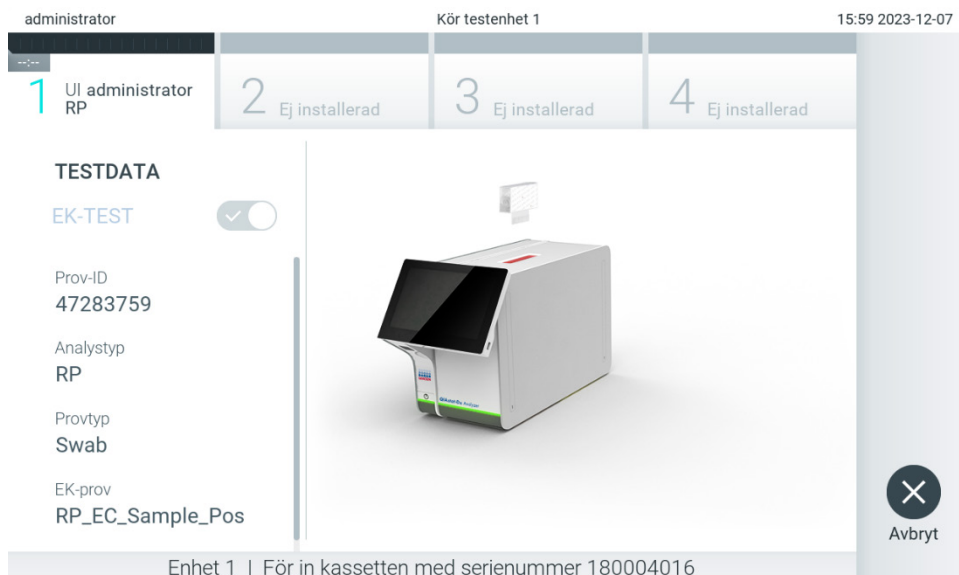 administrator
Kör testenhet 1
15:59 2023-12-07
--:--
1 UI administrator
RP
2 Ej installerad
3 Ej installerad
4 Ej installerad
TESTDATA
EK-TEST
Prov-ID
47283759
Analystyp
RP
Provtyp
Swab
EK-prov
RP_EC_Sample_Pos
Avbryt
Enhet 1 | För in kassetten med serienummer 180004016